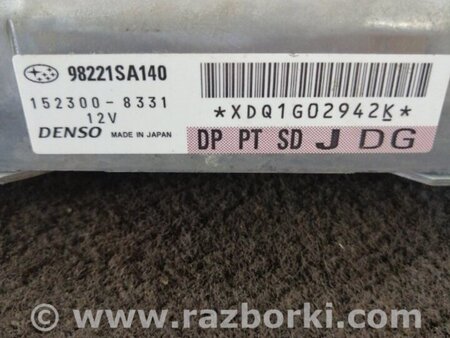 98221SA140
152300-8331
12V
DENSO MADE IN JAPAN
*XDQ1G02942K*
DP PT SD J DG
© www.razborki.com